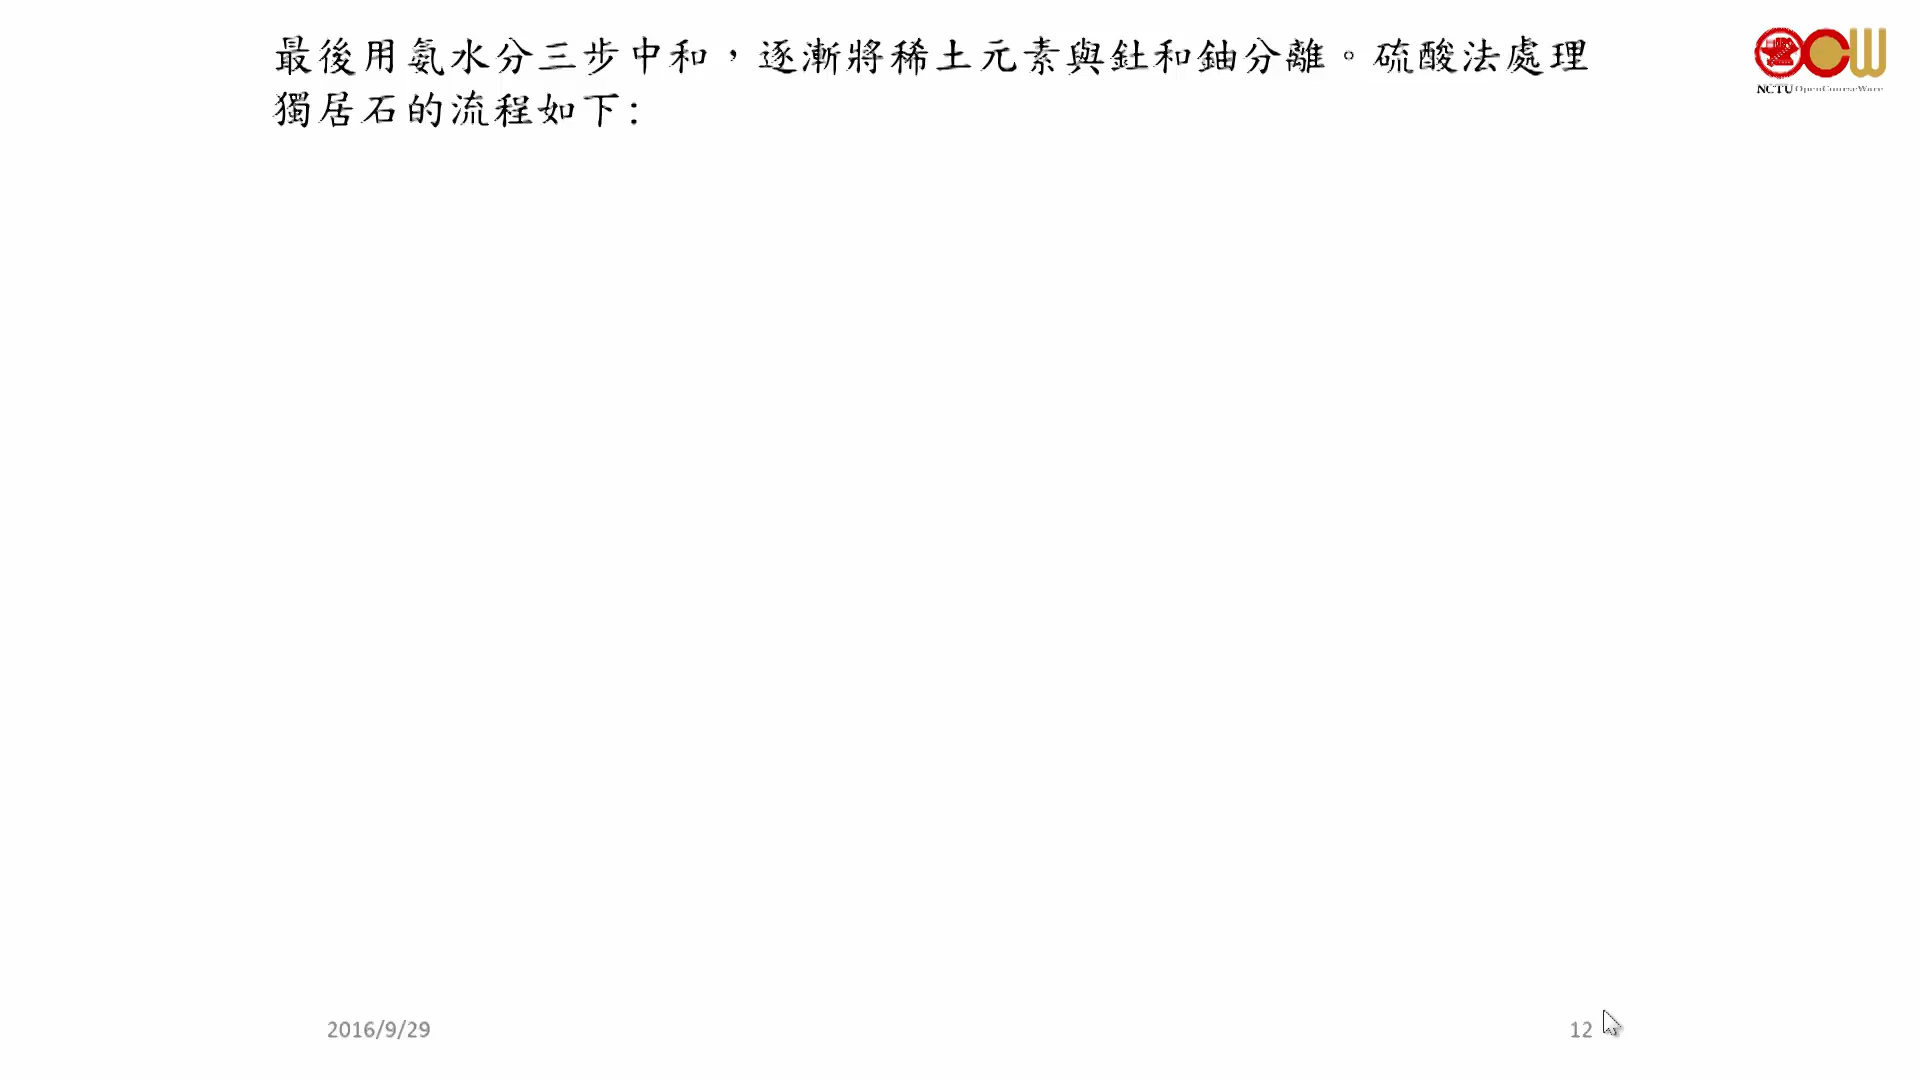 最後用氨水分三步中和，逐漸將稀土元素與釷和鈾分離。硫酸法處理
獨居石的流程如下:
OCW
NCTU OpenCourseWare
2016/9/29
12